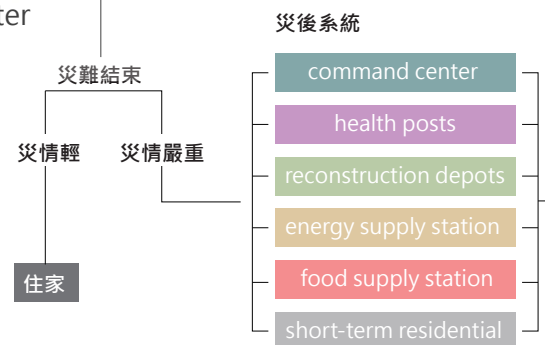 災後系統
災難結束
災情輕
災情嚴重
住家
command center
health posts
reconstruction depots
energy supply station
food supply station
short-term residential